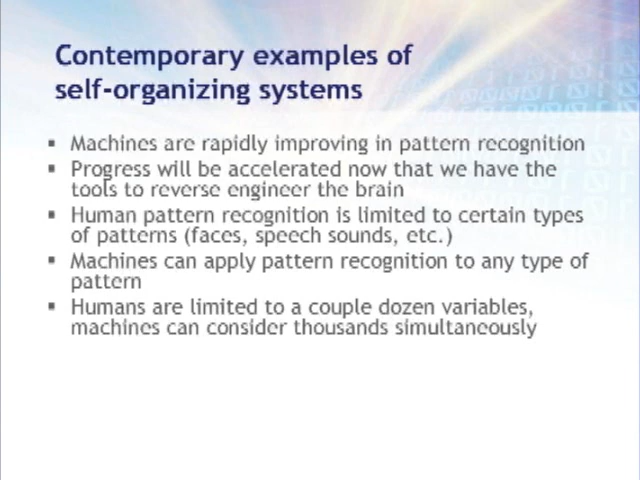 Contemporary examples of
self-organizing systems
▪ Machines are rapidly improving in pattern recognition
▪ Progress will be accelerated now that we have the
tools to reverse engineer the brain
▪ Human pattern recognition is limited to certain types
of patterns (faces, speech sounds, etc.)
▪ Machines can apply pattern recognition to any type of
pattern
▪ Humans are limited to a couple dozen variables,
machines can consider thousands simultaneously